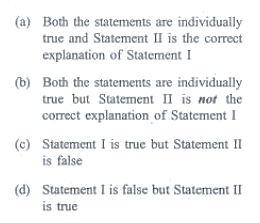 (a) Both the statements are individually
true and Statement II is the correct
explanation of Statement I
(b) Both the statements are individually
true but Statement II is not the
correct explanation of Statement I
(c) Statement I is true but Statement II
is false
(d) Statement I is false but Statement II
is true